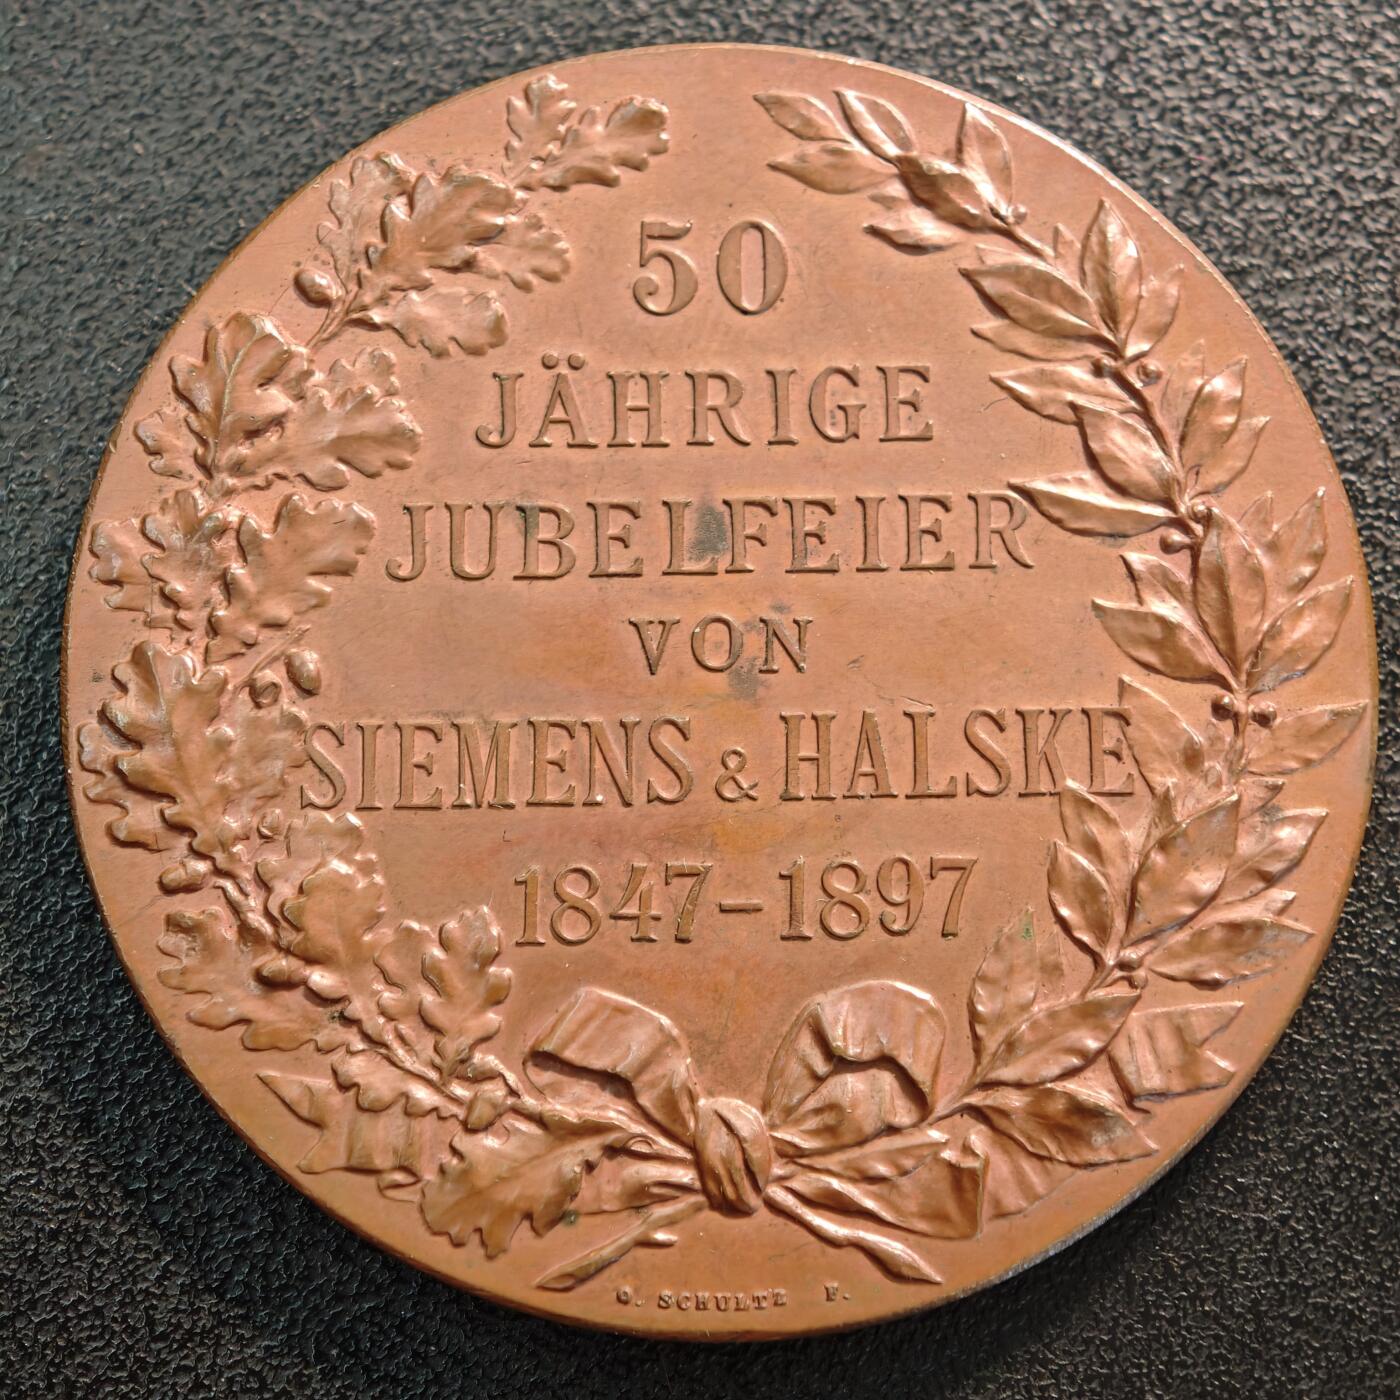 50
JÄHRIGE
JUBELFEIER
VON
SIEMENS & HALSKE
1847-1897
O. SCHULTZ F.